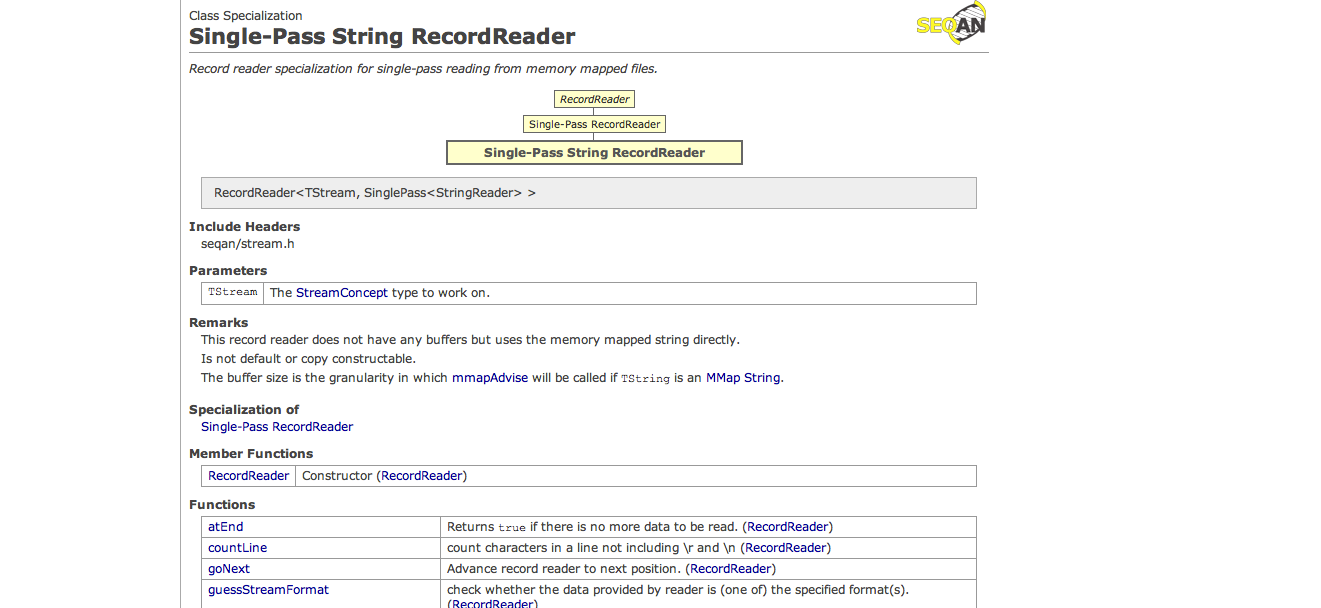 Class Specialization
SEQAN
Single-Pass String RecordReader
Record reader specialization for single-pass reading from memory mapped files.
RecordReader
Single-Pass RecordReader
Single-Pass String RecordReader
RecordReader<TStream, SinglePass<StringReader> >
Include Headers
seqan/stream.h
Parameters
TStream The StreamConcept type to work on.
Remarks
This record reader does not have any buffers but uses the memory mapped string directly.
Is not default or copy constructable.
The buffer size is the granularity in which mmapAdvise will be called if TString is an MMap String.
Specialization of
Single-Pass RecordReader
Member Functions
RecordReader Constructor (RecordReader)
Functions
atEnd Returns true if there is no more data to be read. (RecordReader)
countLine count characters in a line not including \r and \n (RecordReader)
goNext Advance record reader to next position. (RecordReader)
guessStreamFormat check whether the data provided by reader is (one of) the specified format(s).
(RecordReader)